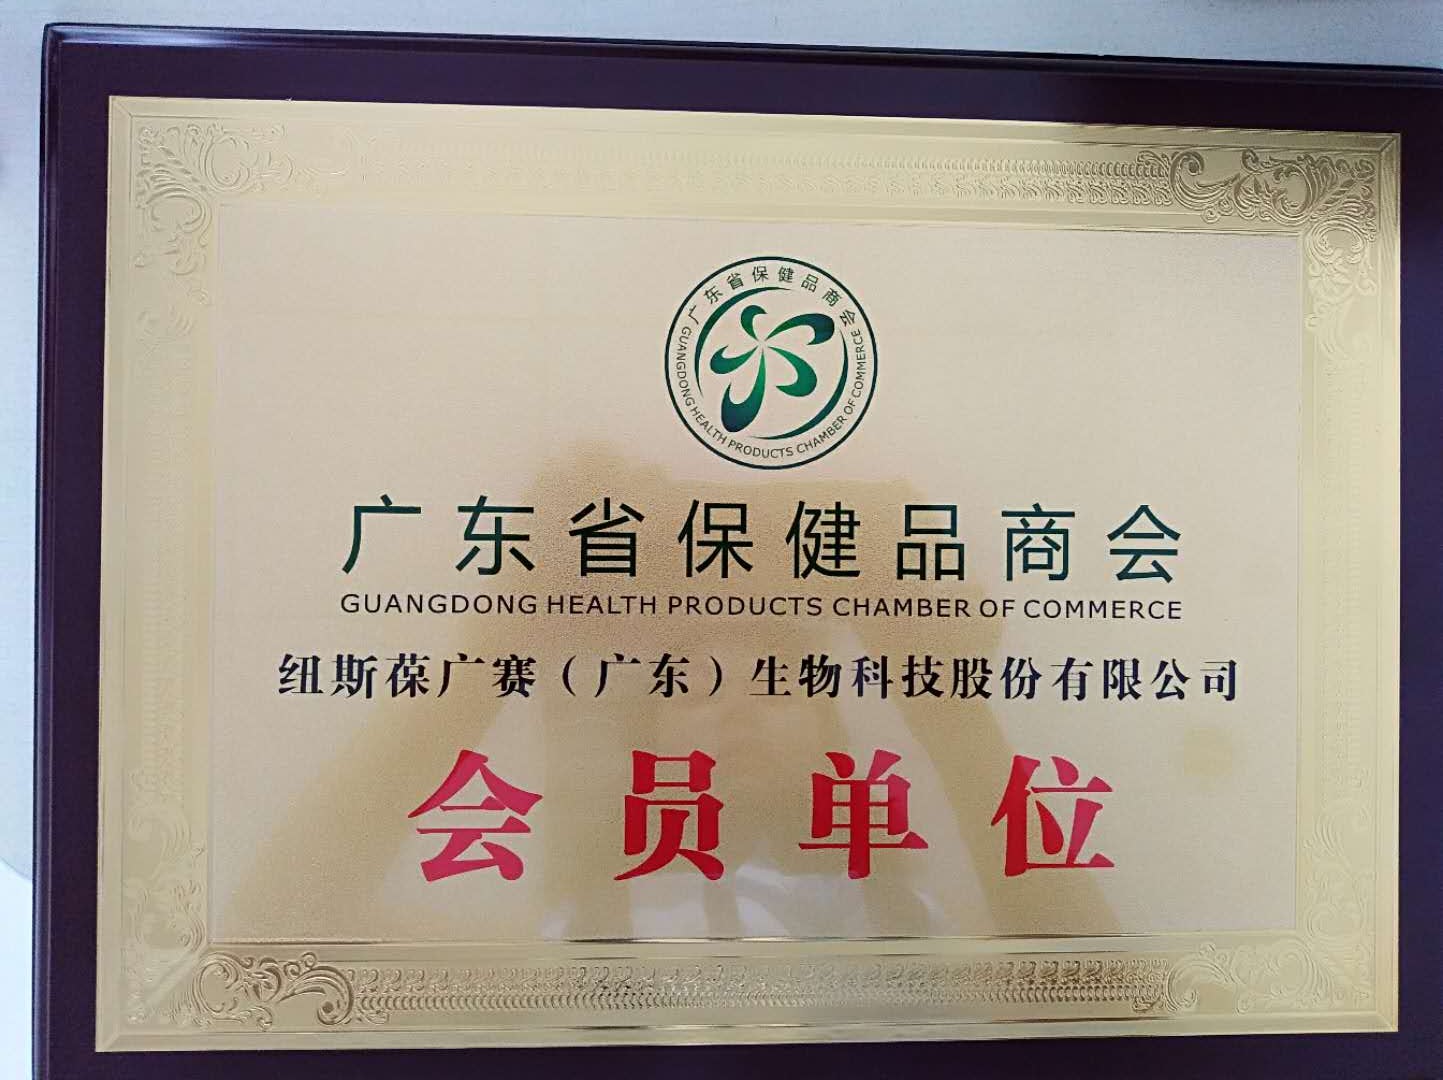 广东省保健品商会
GUANGDONG HEALTH PRODUCTS CHAMBER OF COMMERCE
广东省保健品商会
GUANGDONG HEALTH PRODUCTS CHAMBER OF COMMERCE
纽斯葆广赛（广东）生物科技股份有限公司
会员单位